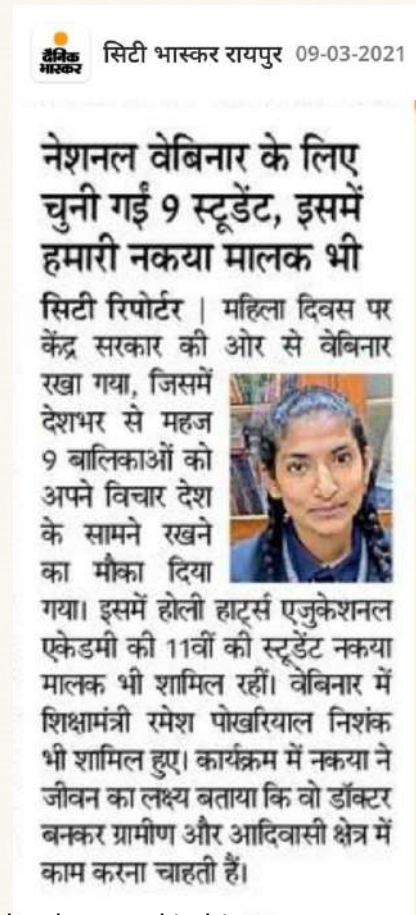 दैनिक
भास्कर
सिटी भास्कर रायपुर 09-03-2021
नेशनल वेबिनार के लिए
चुनी गईं 9 स्टूडेंट, इसमें
हमारी नकया मालक भी
सिटी रिपोर्टर | महिला दिवस पर
केंद्र सरकार की ओर से वेबिनार
रखा गया, जिसमें
देशभर से महज
9 बालिकाओं को
अपने विचार देश
के सामने रखने
का मौका दिया
गया। इसमें होली हार्ट्स एजुकेशनल
एकेडमी की 11वीं की स्टूडेंट नकया
मालक भी शामिल रहीं। वेबिनार में
शिक्षामंत्री रमेश पोखरियाल निशंक
भी शामिल हुए। कार्यक्रम में नकया ने
जीवन का लक्ष्य बताया कि वो डॉक्टर
बनकर ग्रामीण और आदिवासी क्षेत्र में
काम करना चाहती हैं।